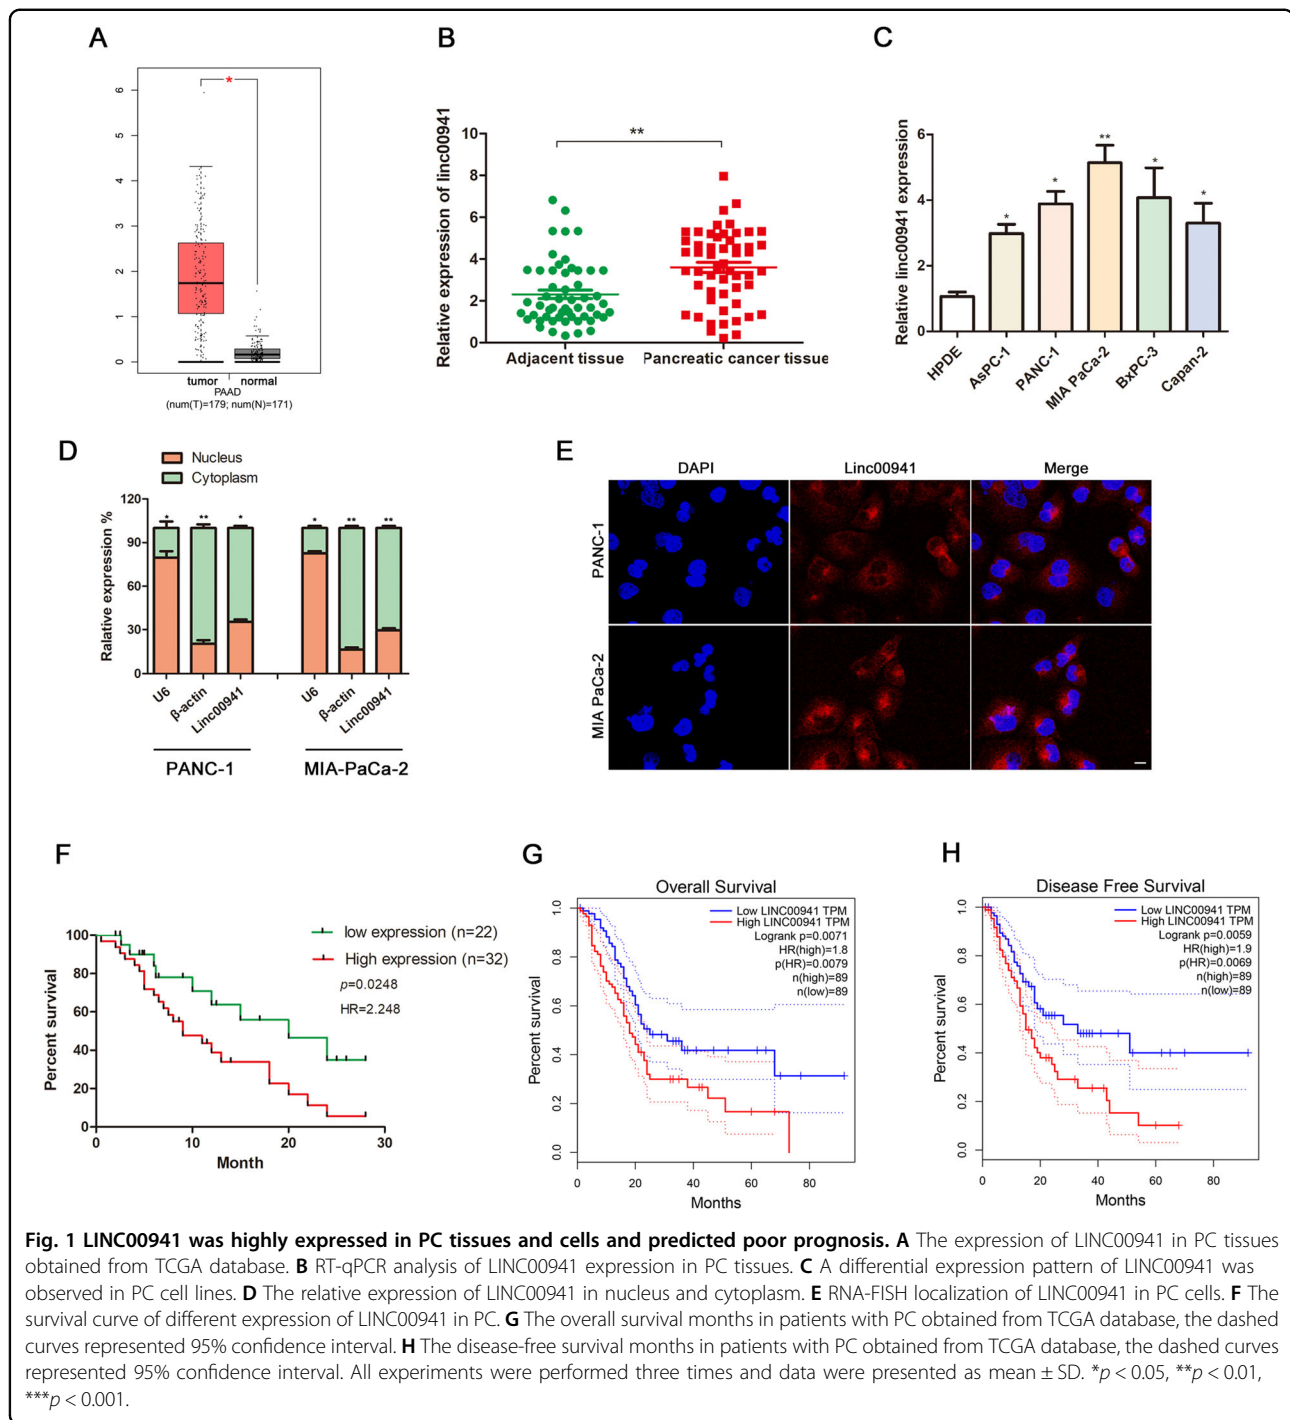 A
6
5
4
3
2
1
0
*
tumor normal
PAAD
(num(T)=179; num(N)=171)
B
Relative expression of linc00941
10
8
6
4
2
0
**
Adjacent tissue Pancreatic cancer tissue
C
Relative linc00941 expression
6
4
2
0
*
*
**
*
*
HPDE
AsPC-1
PANC-1
MIA PaCa-2
BxPC-3
Capan-2
D
Nucleus
Cytoplasm
Ralative expression %
120
90
60
30
0
* ** * * ** **
U6
β-actin
Linc00941
U6
β-actin
Linc00941
PANC-1 MIA-PaCa-2
E
DAPI Linc00941 Merge
PANC-1
MIA PaCa-2
F
Percent survival
100
80
60
40
20
0
0 10 20 30
Month
low expression (n=22)
High expression (n=32)
p=0.0248
HR=2.248
G
Overall Survival
Percent survival
1.0
0.8
0.6
0.4
0.2
0.0
0 20 40 60 80
Months
Low LINC00941 TPM
High LINC00941 TPM
Logrank p=0.0071
HR(high)=1.8
p(HR)=0.0079
n(high)=89
n(low)=89
H
Disease Free Survival
Percent survival
1.0
0.8
0.6
0.4
0.2
0.0
0 20 40 60 80
Months
Low LINC00941 TPM
High LINC00941 TPM
Logrank p=0.0059
HR(high)=1.9
p(HR)=0.0069
n(high)=89
n(low)=89
Fig. 1 LINC00941 was highly expressed in PC tissues and cells and predicted poor prognosis. A The expression of LINC00941 in PC tissues
obtained from TCGA database. B RT-qPCR analysis of LINC00941 expression in PC tissues. C A differential expression pattern of LINC00941 was
observed in PC cell lines. D The relative expression of LINC00941 in nucleus and cytoplasm. E RNA-FISH localization of LINC00941 in PC cells. F The
survival curve of different expression of LINC00941 in PC. G The overall survival months in patients with PC obtained from TCGA database, the dashed
curves represented 95% confidence interval. H The disease-free survival months in patients with PC obtained from TCGA database, the dashed curves
represented 95% confidence interval. All experiments were performed three times and data were presented as mean ± SD. *p < 0.05, **p < 0.01,
***p < 0.001.